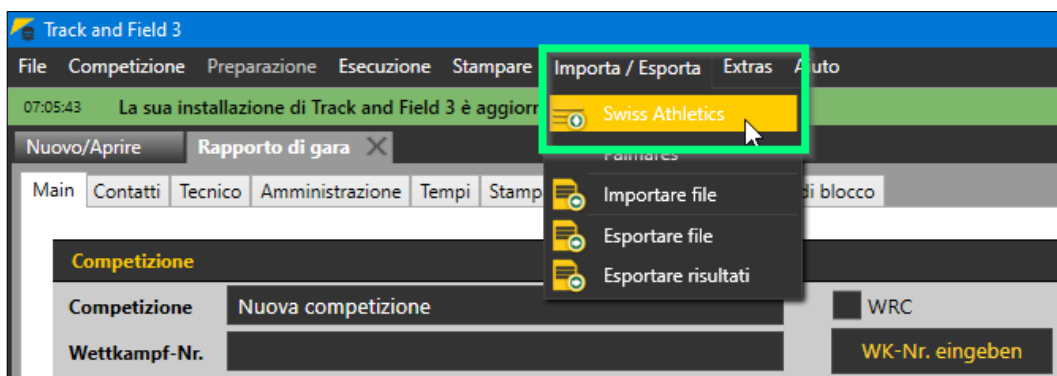 Track and Field 3
File Competizione Preparazione Esecuzione Stampare Importa / Esporta Extras Aiuto
07:05:43 La sua installazione di Track and Field 3 è aggiorn
Swiss Athletics
Nuovo/Aprire Rapporto di gara
Palmares
Main Contatti Tecnico Amministrazione Tempi Stamp di blocco
Importare file
Esportare file
Competizione
Esportare risultati
Competizione Nuova competizione WRC
Wettkampf-Nr. WK-Nr. eingeben